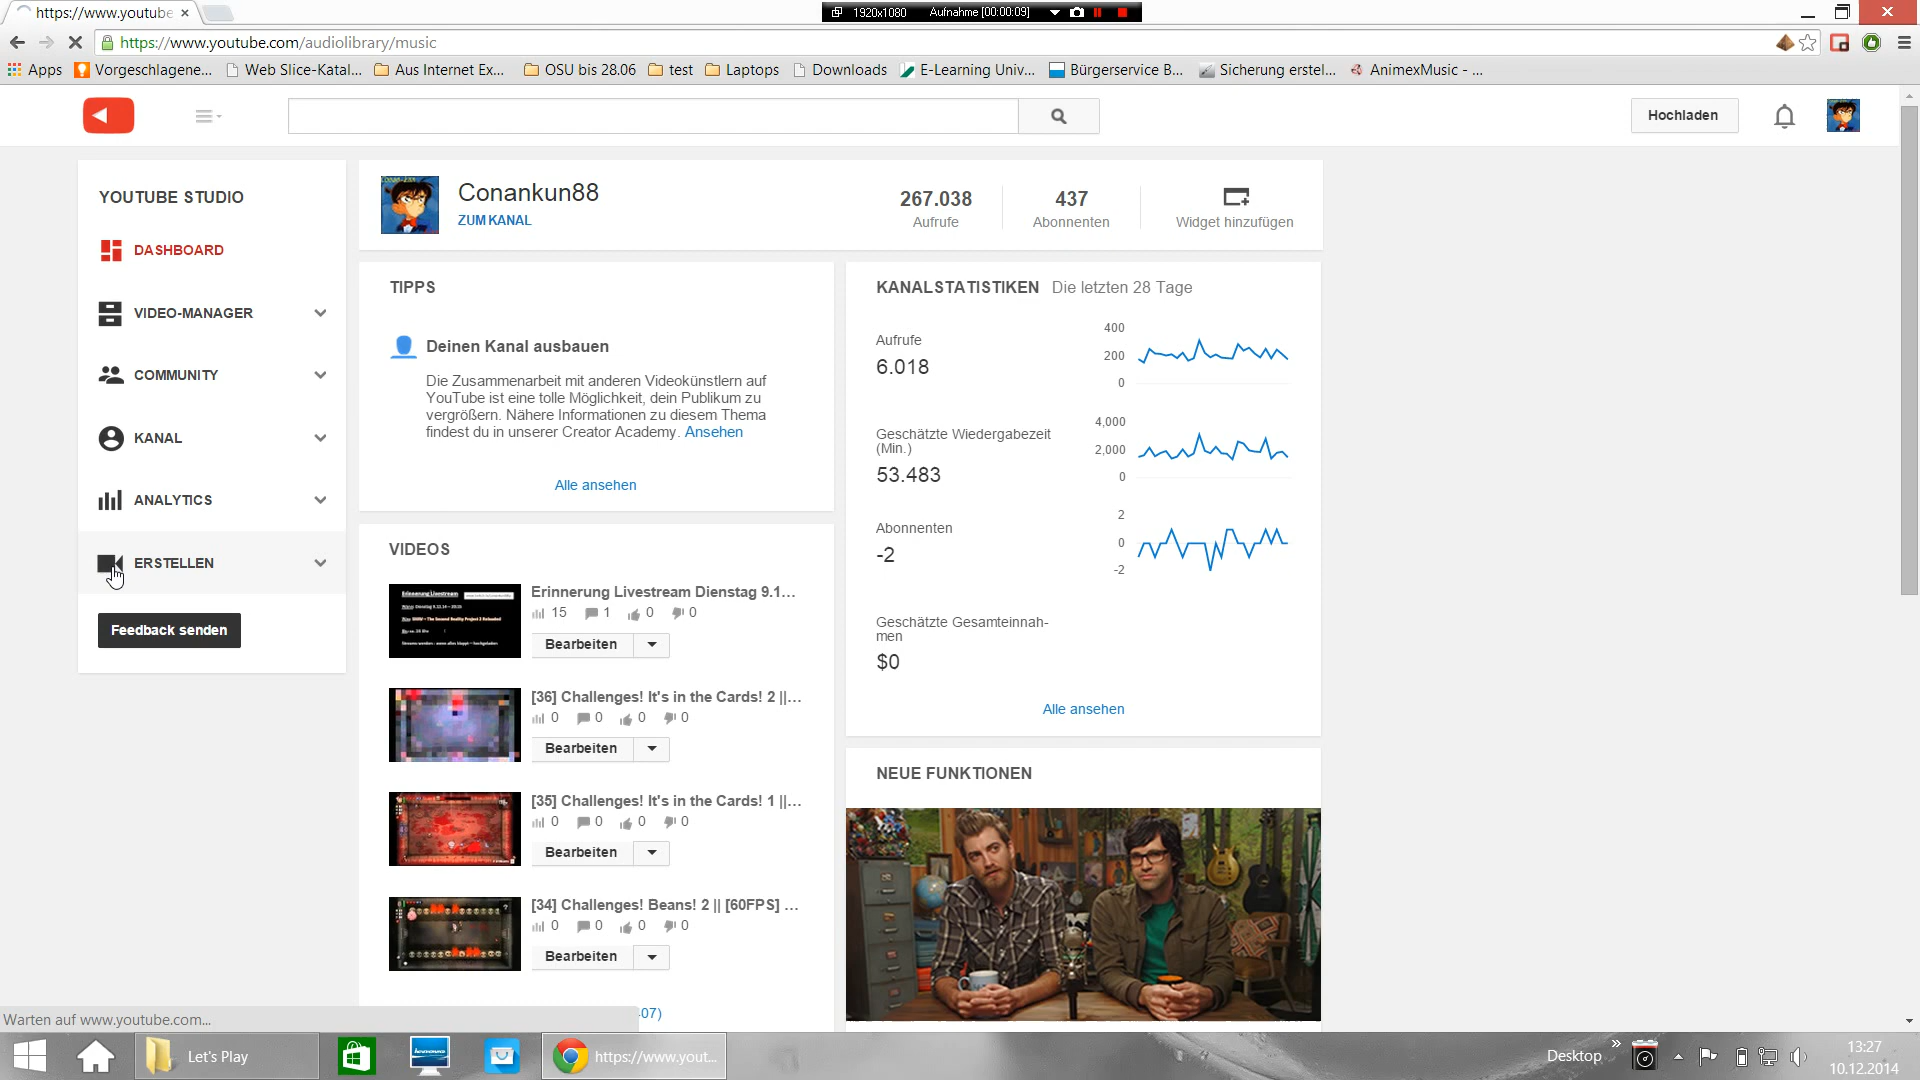 https://www.youtube
1920x1080 Aufnahme [00:00:09]
https://www.youtube.com/audiolibrary/music
Apps Vorgeschlagene... Web Slice-Katal... Aus Internet Ex... OSU bis 28.06 test Laptops Downloads E-Learning Univ... Bürgerservice B... Sicherung erstel... AnimexMusic - ...
Hochladen
YOUTUBE STUDIO
DASHBOARD
VIDEO-MANAGER
COMMUNITY
KANAL
ANALYTICS
ERSTELLEN
Feedback senden
Conankun88
ZUM KANAL
267.038
Aufrufe
437
Abonnenten
Widget hinzufügen
TIPPS
Deinen Kanal ausbauen
Die Zusammenarbeit mit anderen Videokünstlern auf
YouTube ist eine tolle Möglichkeit, dein Publikum zu
vergrößern. Nähere Informationen zu diesem Thema
findest du in unserer Creator Academy. Ansehen
Alle ansehen
VIDEOS
Erinnerung Livestream
Erinnerung Livestream Dienstag 9.1...
15 1 0 0
Bearbeiten
[36] Challenges! It's in the Cards! 2 ||...
0 0 0 0
Bearbeiten
[35] Challenges! It's in the Cards! 1 ||...
0 0 0 0
Bearbeiten
[34] Challenges! Beans! 2 || [60FPS] ...
0 0 0 0
Bearbeiten
07)
KANALSTATISTIKEN Die letzten 28 Tage
Aufrufe
6.018
400
200
0
Geschätzte Wiedergabezeit
(Min.)
53.483
4,000
2,000
0
Abonnenten
-2
2
0
-2
Geschätzte Gesamteinnah-
men
$0
Alle ansehen
NEUE FUNKTIONEN
Warten auf www.youtube.com...
Let's Play
https://www.yout...
Desktop
13:27
10.12.2014